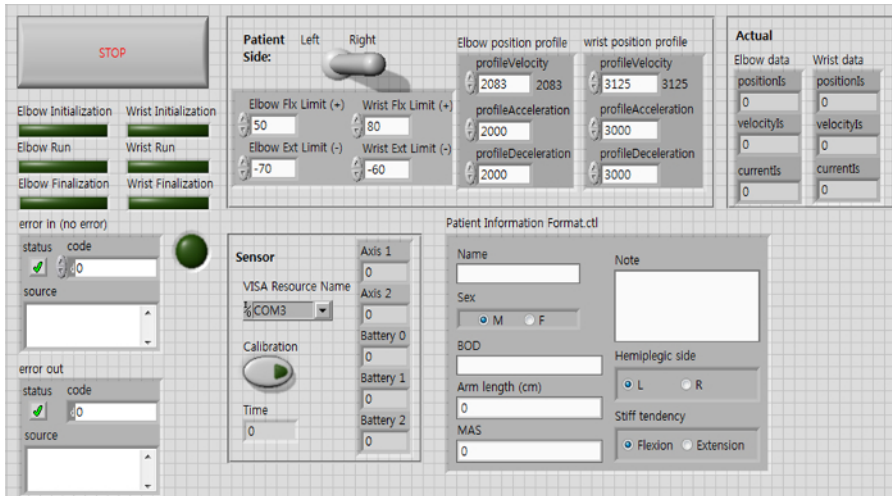 STOP
Elbow Initialization Wrist Initialization
Elbow Run Wrist Run
Elbow Finalization Wrist Finalization
Patient Side: Left Right
Elbow Flx Limit (+) Wrist Flx Limit (+)
50 80
Elbow Ext Limit (-) Wrist Ext Limit (-)
-70 -60
Elbow position profile wrist position profile
profileVelocity profileVelocity
2083 2083 3125 3125
profileAcceleration profileAcceleration
2000 3000
profileDeceleration profileDeceleration
2000 3000
Actual
Elbow data Wrist data
positionIs positionIs
0 0
velocityIs velocityIs
0 0
currentIs currentIs
0 0
error in (no error)
status code
0
source
error out
status code
0
source
Sensor
VISA Resource Name
COM3
Calibration
Time
0
Axis 1
0
Axis 2
0
Battery 0
0
Battery 1
0
Battery 2
0
Patient Information Format.ctl
Name
Sex
M F
BOD
Arm length (cm)
0
MAS
0
Note
Hemiplegic side
L R
Stiff tendency
Flexion Extension